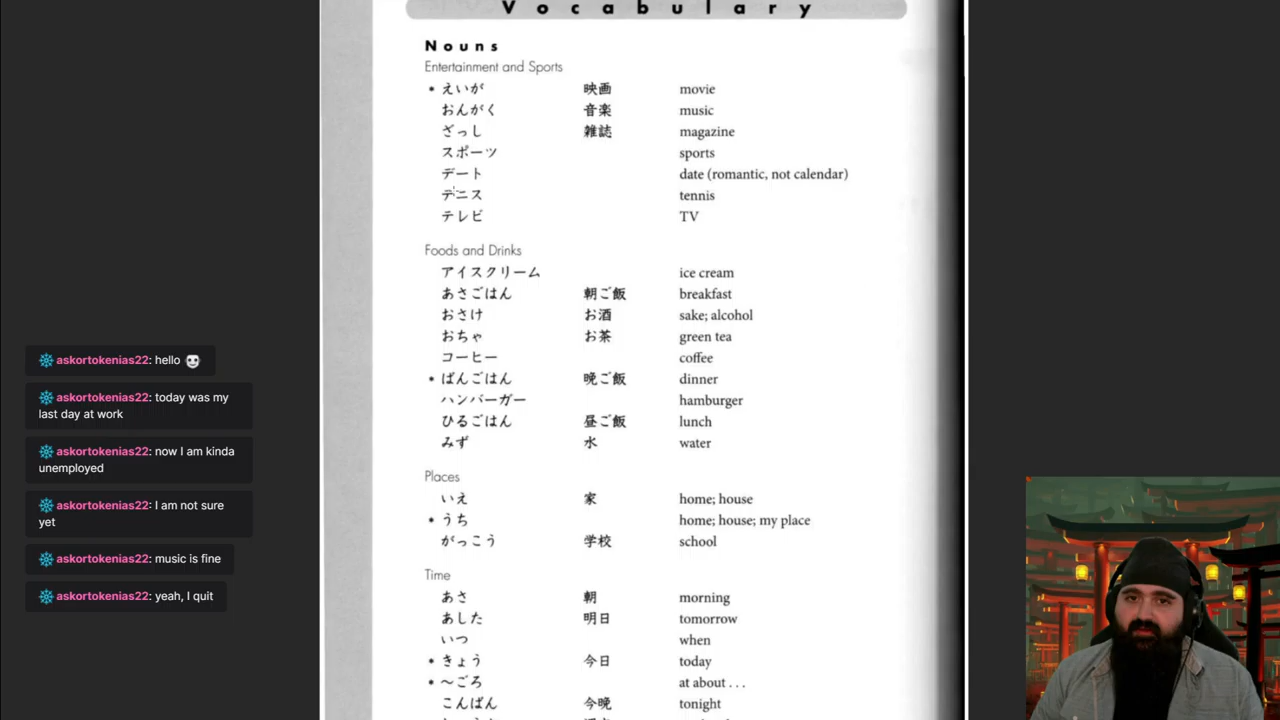 Vocabulary
Nouns
Entertainment and Sports
* えいが 映画 movie
おんがく 音楽 music
ざっし 雑誌 magazine
スポーツ sports
デート date (romantic, not calendar)
テニス tennis
テレビ TV
Foods and Drinks
アイスクリーム ice cream
あさごはん 朝ご飯 breakfast
おさけ お酒 sake; alcohol
おちゃ お茶 green tea
コーヒー coffee
* ばんごはん 晩ご飯 dinner
ハンバーガー hamburger
ひるごはん 昼ご飯 lunch
みず 水 water
Places
いえ 家 home; house
* うち home; house; my place
がっこう 学校 school
Time
あさ 朝 morning
あした 明日 tomorrow
いつ when
* きょう 今日 today
* 〜ごろ at about . . .
こんばん 今晩 tonight
askortokenias22: hello
askortokenias22: today was my
last day at work
askortokenias22: now I am kinda
unemployed
askortokenias22: I am not sure
yet
askortokenias22: music is fine
askortokenias22: yeah, I quit